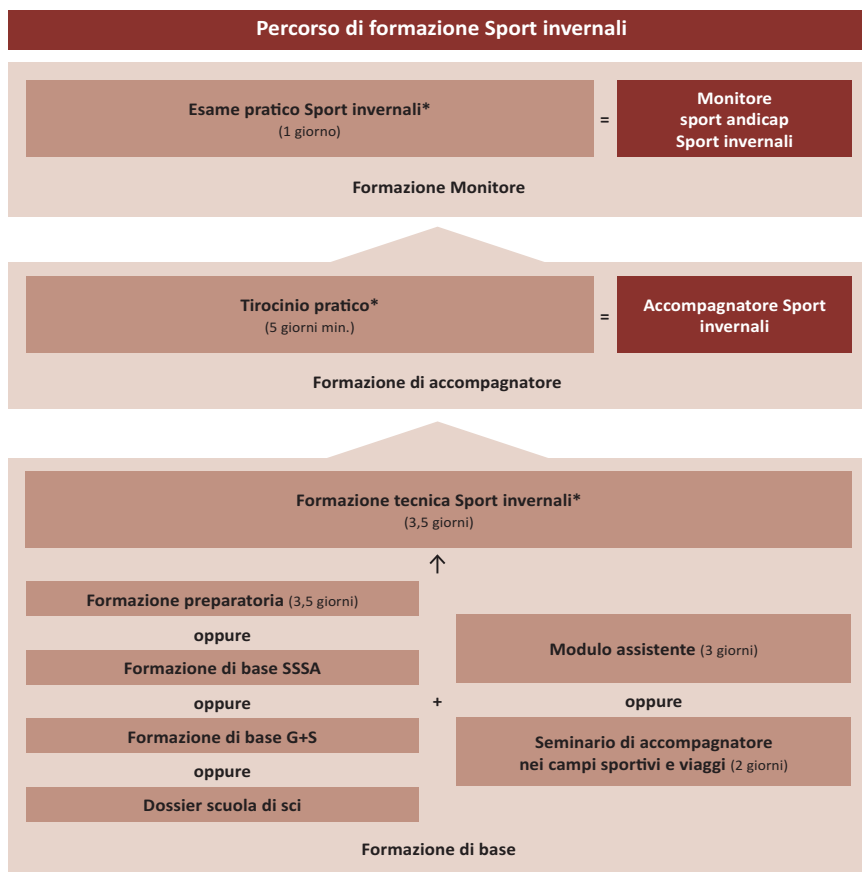 Percorso di formazione Sport invernali
Esame pratico Sport invernali*
(1 giorno)
=
Monitore
sport andicap
Sport invernali
Formazione Monitore
Tirocinio pratico*
(5 giorni min.)
=
Accompagnatore Sport
invernali
Formazione di accompagnatore
Formazione tecnica Sport invernali*
(3,5 giorni)
↑
Formazione preparatoria (3,5 giorni)
oppure
Formazione di base SSSA
oppure
Formazione di base G+S
oppure
Dossier scuola di sci
+
Modulo assistente (3 giorni)
oppure
Seminario di accompagnatore
nei campi sportivi e viaggi (2 giorni)
Formazione di base